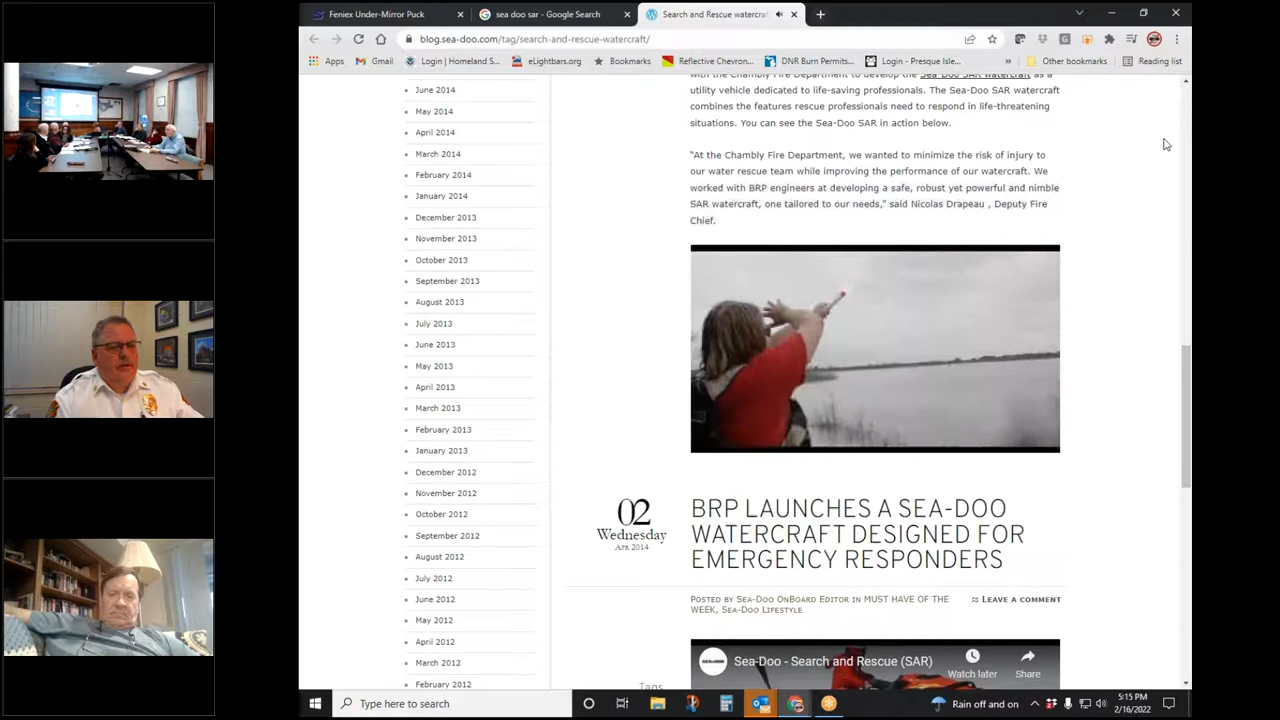 Feniex Under-Mirror Puck
sea doo sar - Google Search
Search and Rescue watercraf
blog.sea-doo.com/tag/search-and-rescue-watercraft/
Apps
Gmail
Login | Homeland S...
eLightbars.org
Bookmarks
Reflective Chevron...
DNR Burn Permits...
Login - Presque Isle...
»
Other bookmarks
Reading list
June 2014
May 2014
April 2014
March 2014
February 2014
January 2014
December 2013
November 2013
October 2013
September 2013
August 2013
July 2013
June 2013
May 2013
April 2013
March 2013
February 2013
January 2013
December 2012
November 2012
October 2012
September 2012
August 2012
July 2012
June 2012
May 2012
April 2012
March 2012
February 2012
with the Chambly Fire Department to develop the Sea-Doo SAR watercraft as a
utility vehicle dedicated to life-saving professionals. The Sea-Doo SAR watercraft
combines the features rescue professionals need to respond in life-threatening
situations. You can see the Sea-Doo SAR in action below.
“At the Chambly Fire Department, we wanted to minimize the risk of injury to
our water rescue team while improving the performance of our watercraft. We
worked with BRP engineers at developing a safe, robust yet powerful and nimble
SAR watercraft, one tailored to our needs,” said Nicolas Drapeau , Deputy Fire
Chief.
02
Wednesday
Apr 2014
BRP LAUNCHES A SEA-DOO
WATERCRAFT DESIGNED FOR
EMERGENCY RESPONDERS
Posted by Sea-Doo OnBoard Editor in MUST HAVE OF THE
WEEK, Sea-Doo Lifestyle
≈ Leave a comment
Tags
Sea-Doo - Search and Rescue (SAR)
Watch later
Share
Type here to search
Rain off and on
5:15 PM
2/16/2022